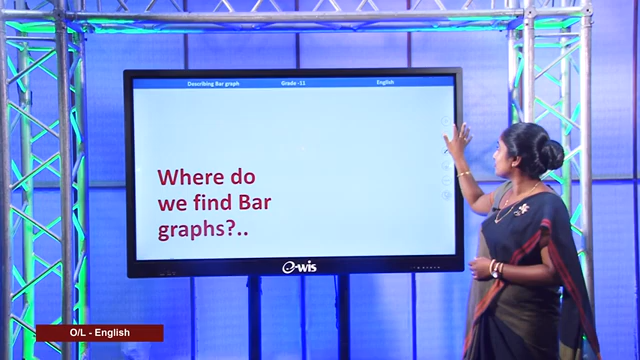 Describing Bar graph Grade -11 English
Where do
we find Bar
graphs?..
e-wis
O/L - English